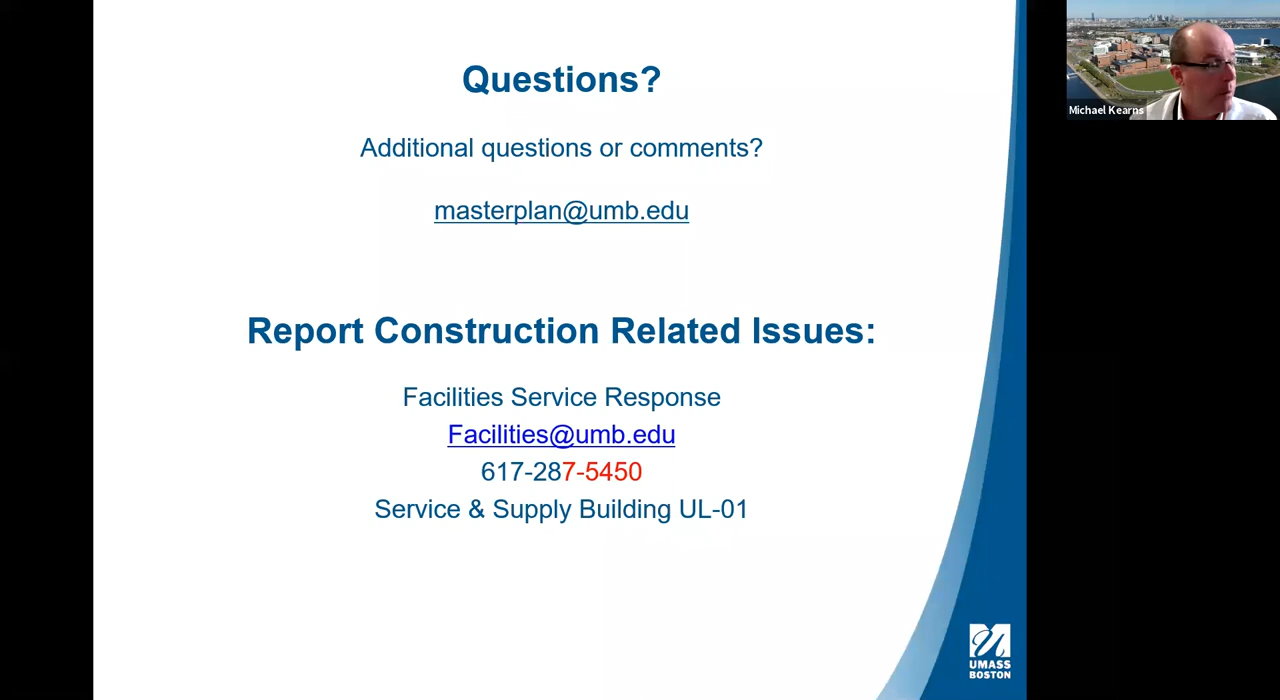 Questions?
Additional questions or comments?
masterplan@umb.edu
Report Construction Related Issues:
Facilities Service Response
Facilities@umb.edu
617-287-5450
Service & Supply Building UL-01
UMASS
BOSTON
Michael Kearns